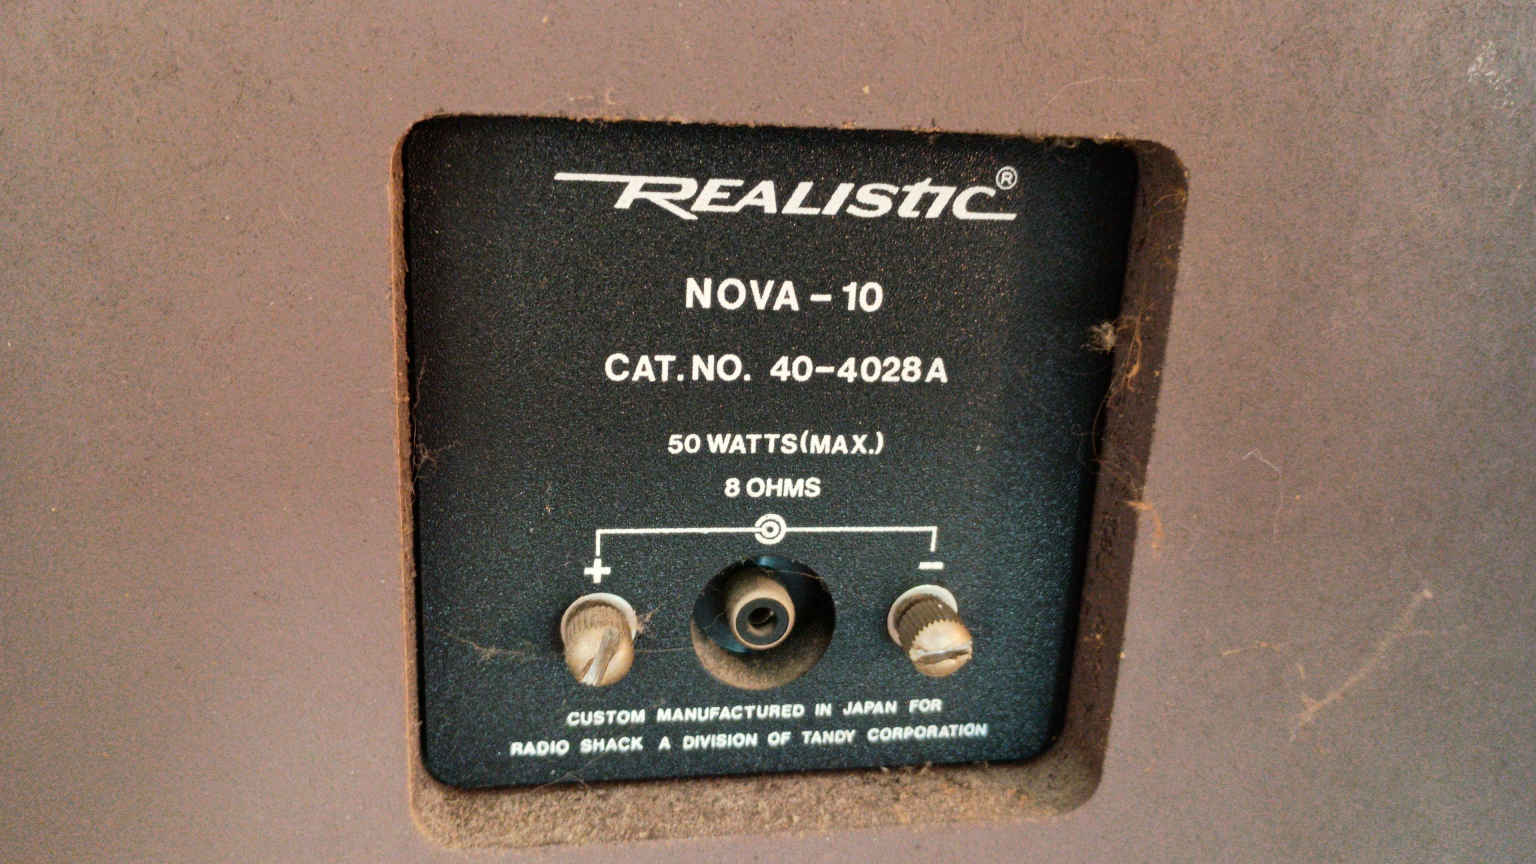 REALISTIC®
NOVA-10
CAT. NO. 40-4028A
50 WATTS (MAX.)
8 OHMS
+ -
CUSTOM MANUFACTURED IN JAPAN FOR
RADIO SHACK A DIVISION OF TANDY CORPORATION